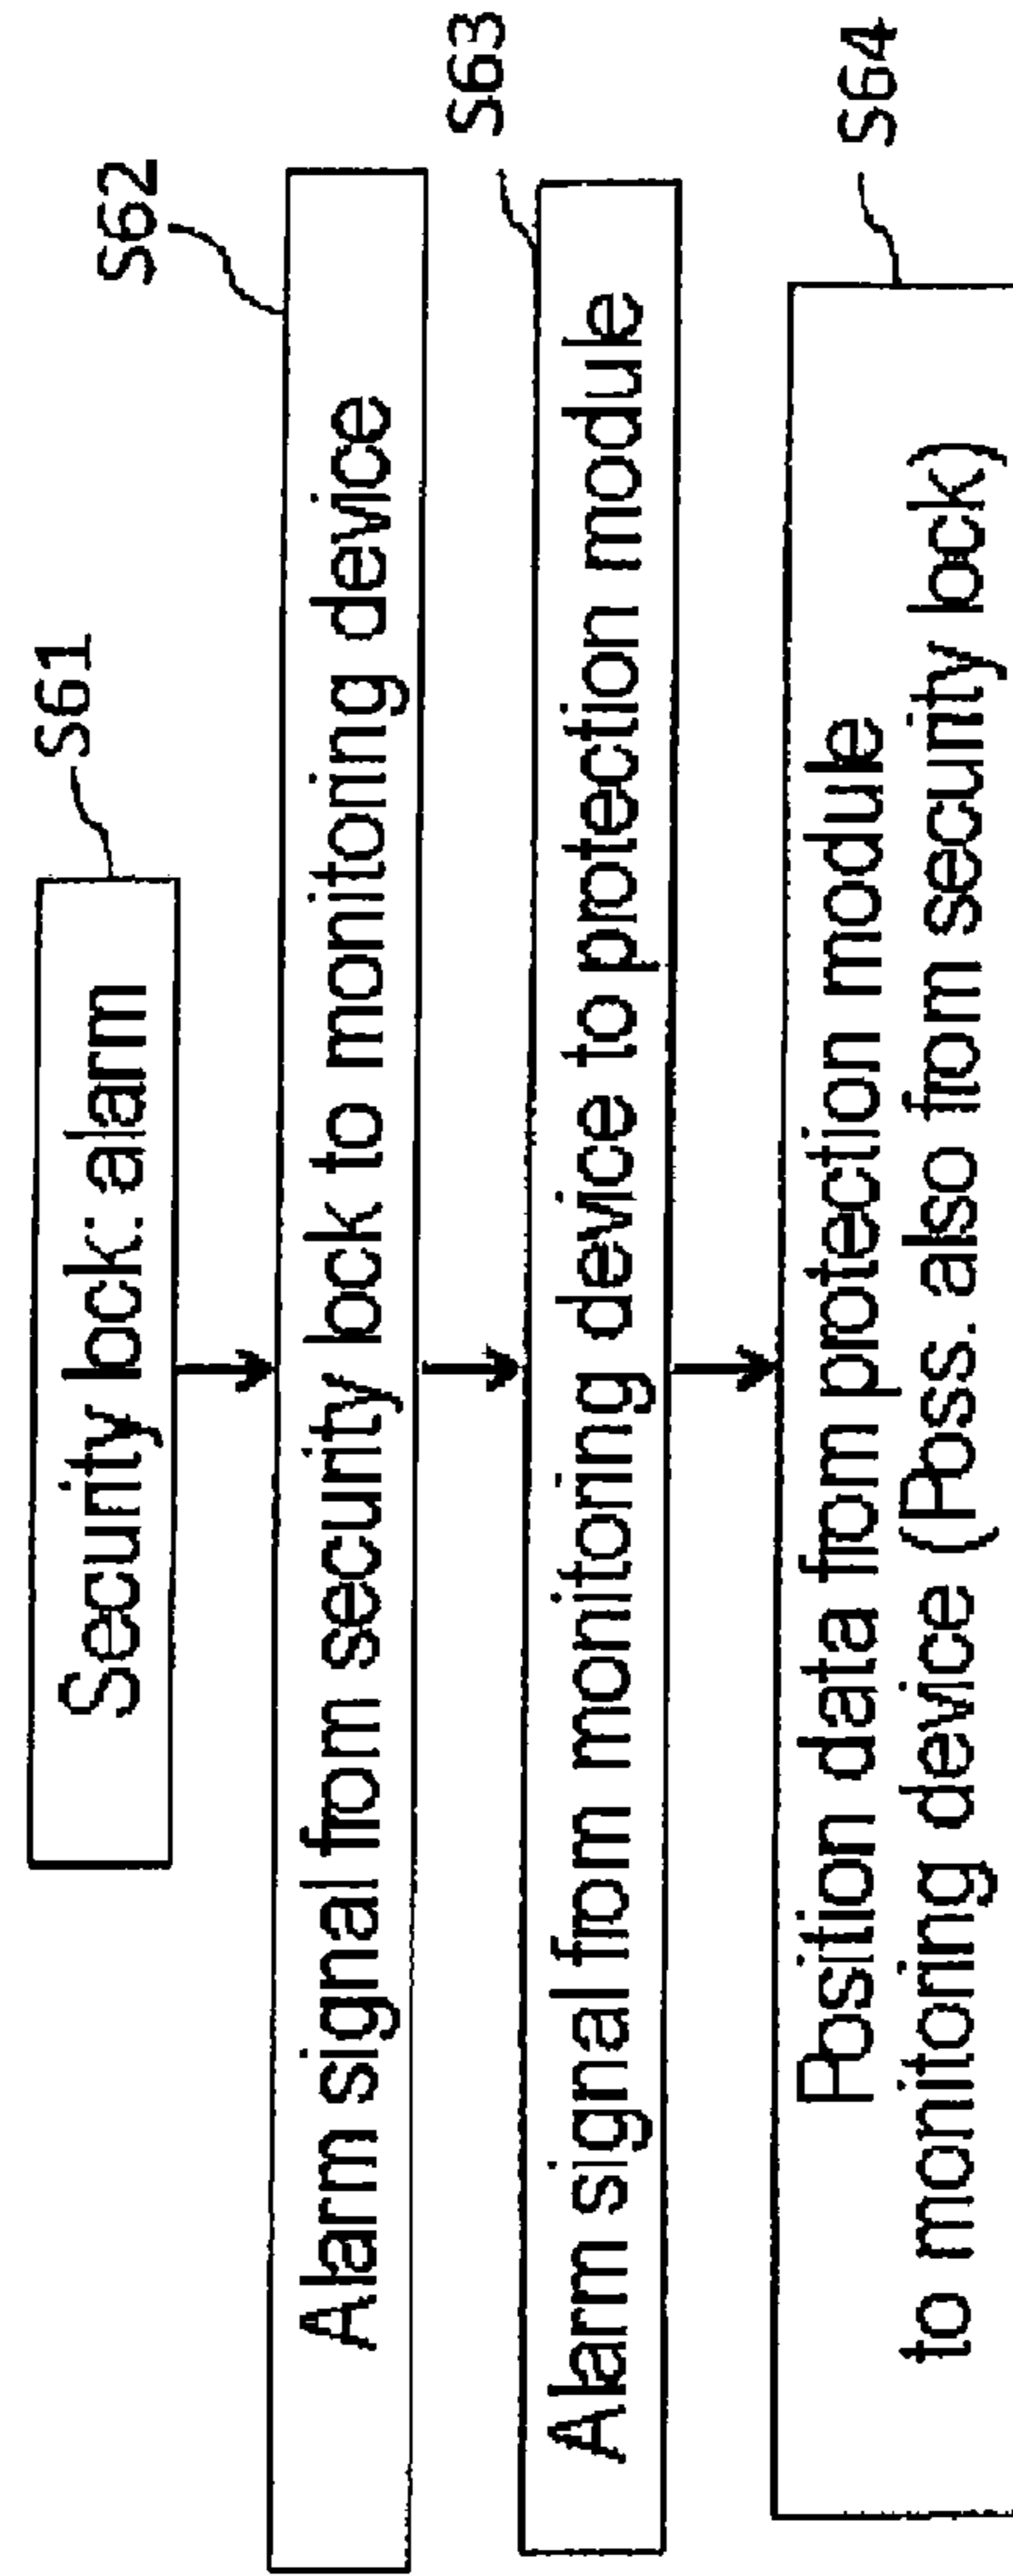 Security lock: alarm
S61
Alarm signal from security lock to monitoring device
S62
Alarm signal from monitoring device to protection module
S63
Position data from protection module
to monitoring device (Poss. also from security lock)
S64